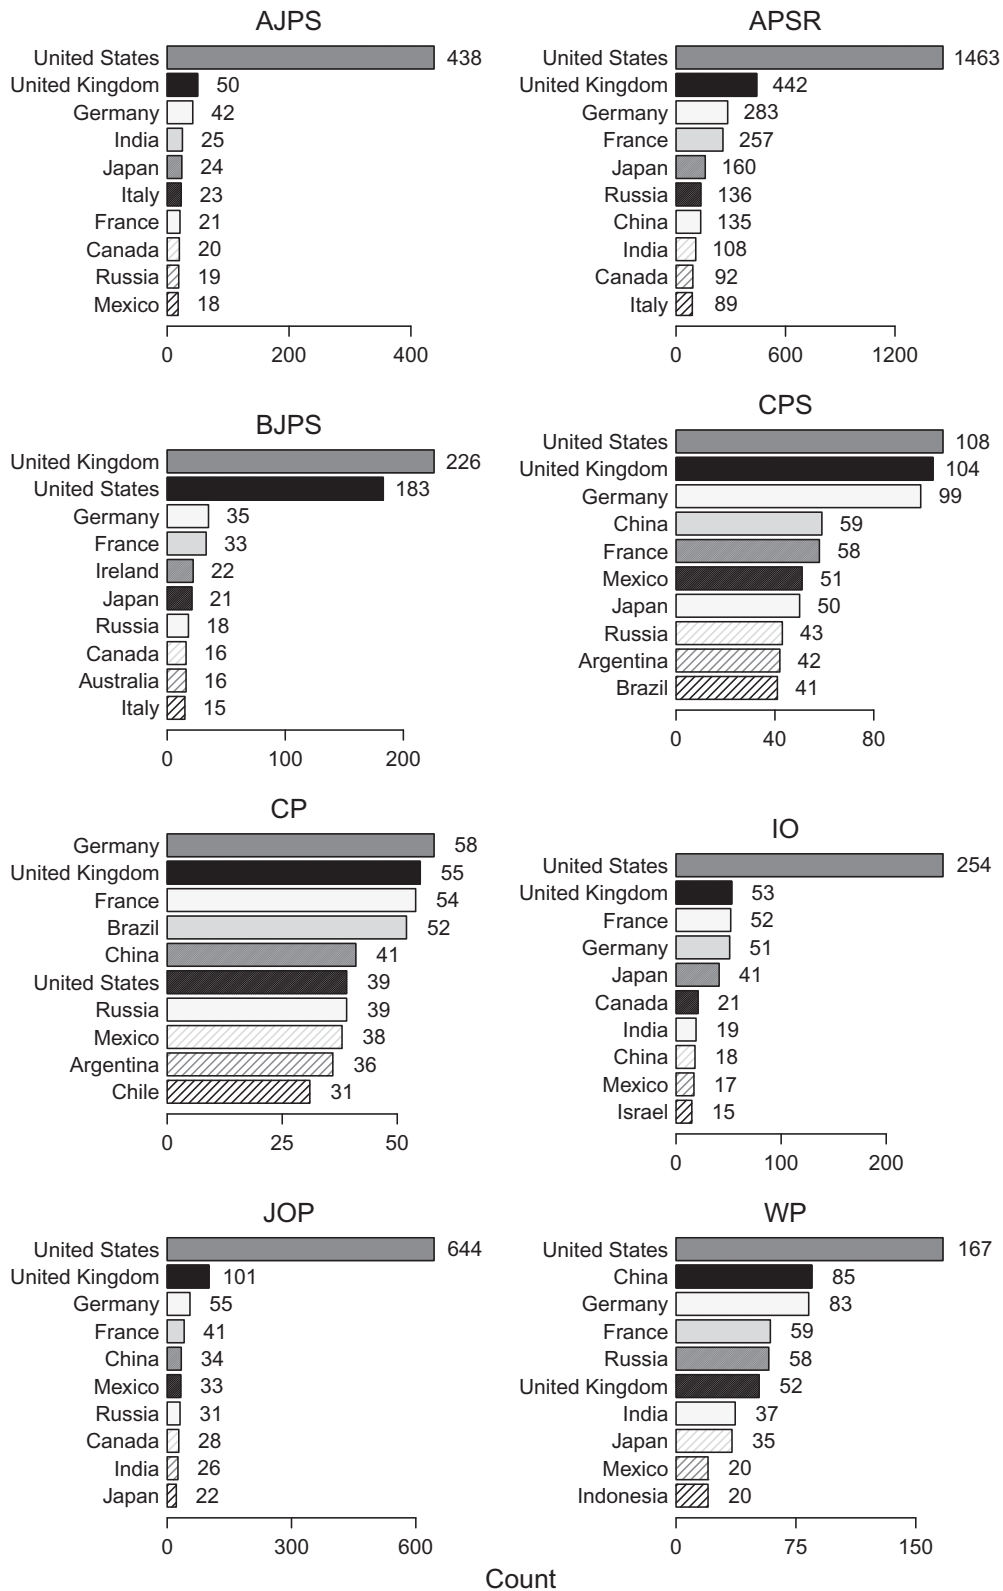 AJPS
United States 438
United Kingdom 50
Germany 42
India 25
Japan 24
Italy 23
France 21
Canada 20
Russia 19
Mexico 18
0 200 400
APSR
United States 1463
United Kingdom 442
Germany 283
France 257
Japan 160
Russia 136
China 135
India 108
Canada 92
Italy 89
0 600 1200
BJPS
United Kingdom 226
United States 183
Germany 35
France 33
Ireland 22
Japan 21
Russia 18
Canada 16
Australia 16
Italy 15
0 100 200
CPS
United States 108
United Kingdom 104
Germany 99
China 59
France 58
Mexico 51
Japan 50
Russia 43
Argentina 42
Brazil 41
0 40 80
CP
Germany 58
United Kingdom 55
France 54
Brazil 52
China 41
United States 39
Russia 39
Mexico 38
Argentina 36
Chile 31
0 25 50
IO
United States 254
United Kingdom 53
France 52
Germany 51
Japan 41
Canada 21
India 19
China 18
Mexico 17
Israel 15
0 100 200
JOP
United States 644
United Kingdom 101
Germany 55
France 41
China 34
Mexico 33
Russia 31
Canada 28
India 26
Japan 22
0 300 600
WP
United States 167
China 85
Germany 83
France 59
Russia 58
United Kingdom 52
India 37
Japan 35
Mexico 20
Indonesia 20
0 75 150
Count